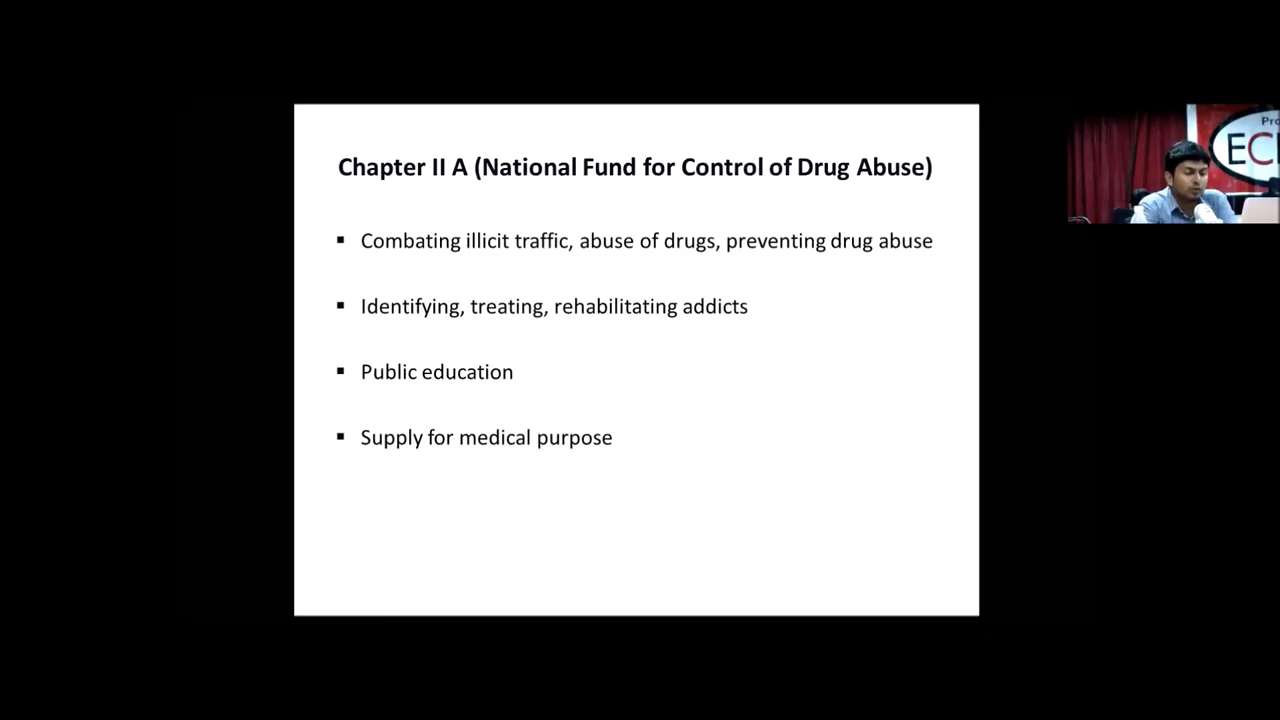 Chapter II A (National Fund for Control of Drug Abuse)
▪ Combating illicit traffic, abuse of drugs, preventing drug abuse
▪ Identifying, treating, rehabilitating addicts
▪ Public education
▪ Supply for medical purpose